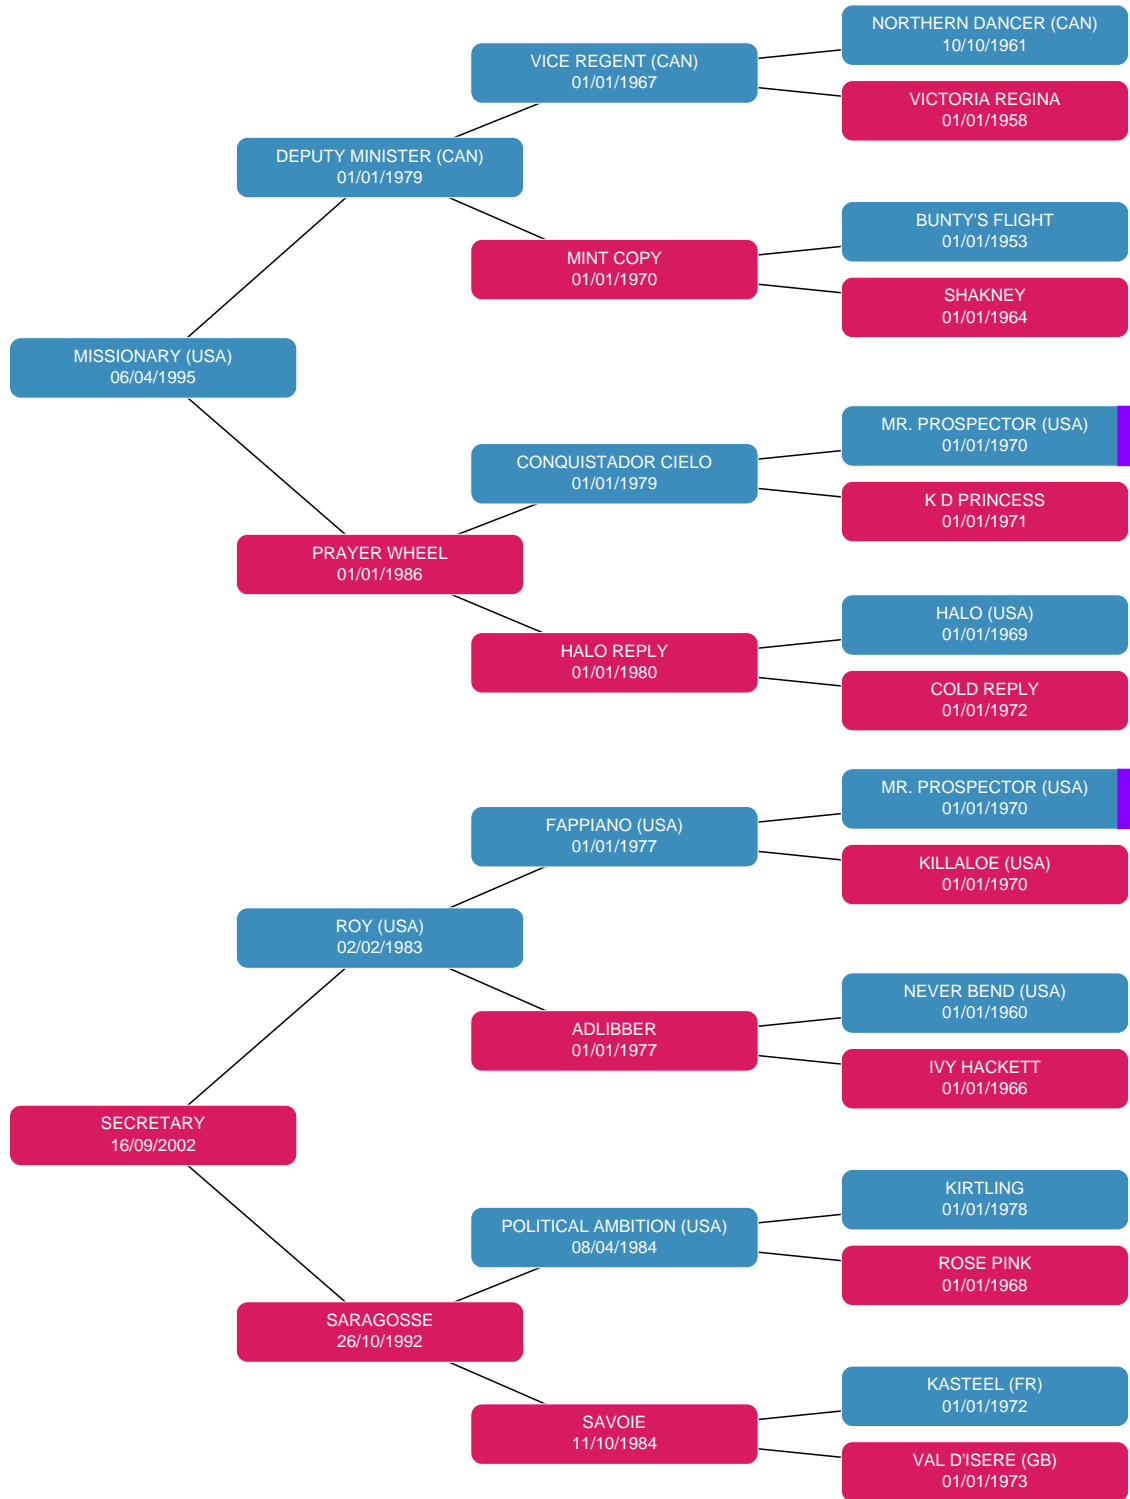 NORTHERN DANCER (CAN)
10/10/1961
VICE REGENT (CAN)
01/01/1967
VICTORIA REGINA
01/01/1958
DEPUTY MINISTER (CAN)
01/01/1979
BUNTY'S FLIGHT
01/01/1953
MINT COPY
01/01/1970
SHAKNEY
01/01/1964
MISSIONARY (USA)
06/04/1995
MR. PROSPECTOR (USA)
01/01/1970
CONQUISTADOR CIELO
01/01/1979
K D PRINCESS
01/01/1971
PRAYER WHEEL
01/01/1986
HALO (USA)
01/01/1969
HALO REPLY
01/01/1980
COLD REPLY
01/01/1972
MR. PROSPECTOR (USA)
01/01/1970
FAPPIANO (USA)
01/01/1977
KILLALOE (USA)
01/01/1970
ROY (USA)
02/02/1983
NEVER BEND (USA)
01/01/1960
ADLIBBER
01/01/1977
IVY HACKETT
01/01/1966
SECRETARY
16/09/2002
KIRTLING
01/01/1978
POLITICAL AMBITION (USA)
08/04/1984
ROSE PINK
01/01/1968
SARAGOSSE
26/10/1992
KASTEEL (FR)
01/01/1972
SAVOIE
11/10/1984
VAL D'ISERE (GB)
01/01/1973